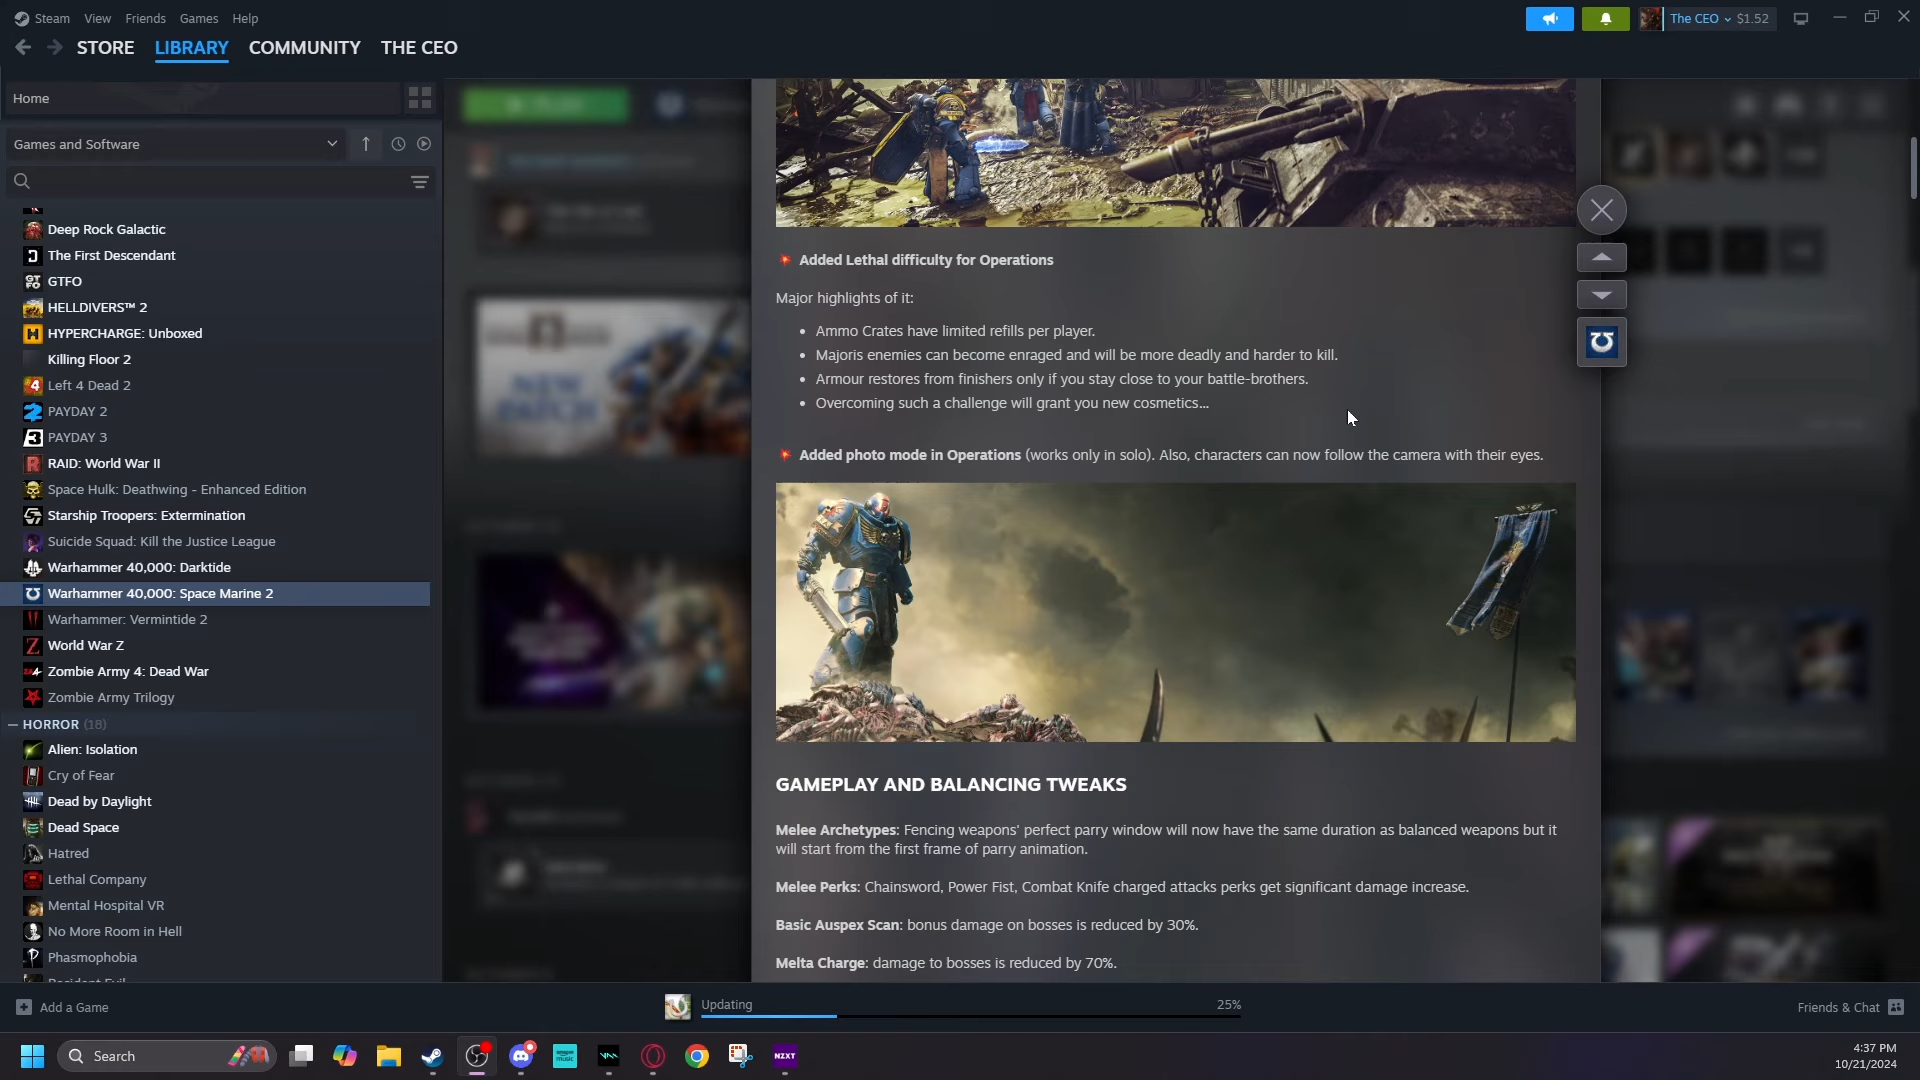 Steam View Friends Games Help
The CEO $1.52
STORE LIBRARY COMMUNITY THE CEO
Home
Games and Software
Deep Rock Galactic
The First Descendant
GTFO
HELLDIVERS™ 2
HYPERCHARGE: Unboxed
Killing Floor 2
Left 4 Dead 2
PAYDAY 2
PAYDAY 3
RAID: World War II
Space Hulk: Deathwing - Enhanced Edition
Starship Troopers: Extermination
Suicide Squad: Kill the Justice League
Warhammer 40,000: Darktide
Warhammer 40,000: Space Marine 2
Warhammer: Vermintide 2
World War Z
Zombie Army 4: Dead War
Zombie Army Trilogy
HORROR (18)
Alien: Isolation
Cry of Fear
Dead by Daylight
Dead Space
Hatred
Lethal Company
Mental Hospital VR
No More Room in Hell
Phasmophobia
NEW
PATCH
Added Lethal difficulty for Operations
Major highlights of it:
• Ammo Crates have limited refills per player.
• Majoris enemies can become enraged and will be more deadly and harder to kill.
• Armour restores from finishers only if you stay close to your battle-brothers.
• Overcoming such a challenge will grant you new cosmetics...
Added photo mode in Operations (works only in solo). Also, characters can now follow the camera with their eyes.
GAMEPLAY AND BALANCING TWEAKS
Melee Archetypes: Fencing weapons' perfect parry window will now have the same duration as balanced weapons but it
will start from the first frame of parry animation.
Melee Perks: Chainsword, Power Fist, Combat Knife charged attacks perks get significant damage increase.
Basic Auspex Scan: bonus damage on bosses is reduced by 30%.
Melta Charge: damage to bosses is reduced by 70%.
Add a Game
Updating 25%
Friends & Chat
Search
NZXT
4:37 PM
10/21/2024